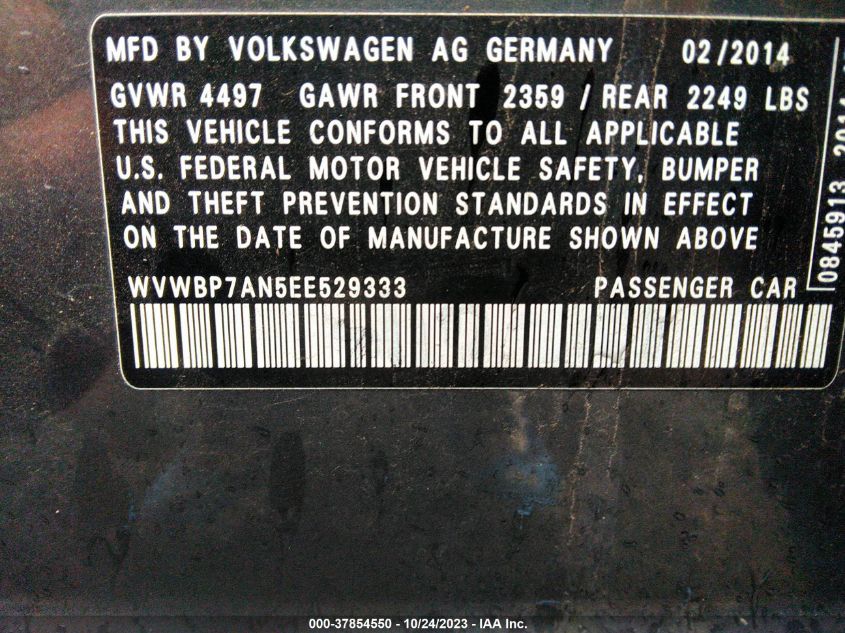 MFD BY VOLKSWAGEN AG GERMANY 02/2014
GVWR 4497 GAWR FRONT 2359 / REAR 2249 LBS
THIS VEHICLE CONFORMS TO ALL APPLICABLE
U.S. FEDERAL MOTOR VEHICLE SAFETY, BUMPER
AND THEFT PREVENTION STANDARDS IN EFFECT
ON THE DATE OF MANUFACTURE SHOWN ABOVE
WVWBP7AN5EE529333 PASSENGER CAR
0845913 2014
000-37854550 - 10/24/2023 - IAA Inc.